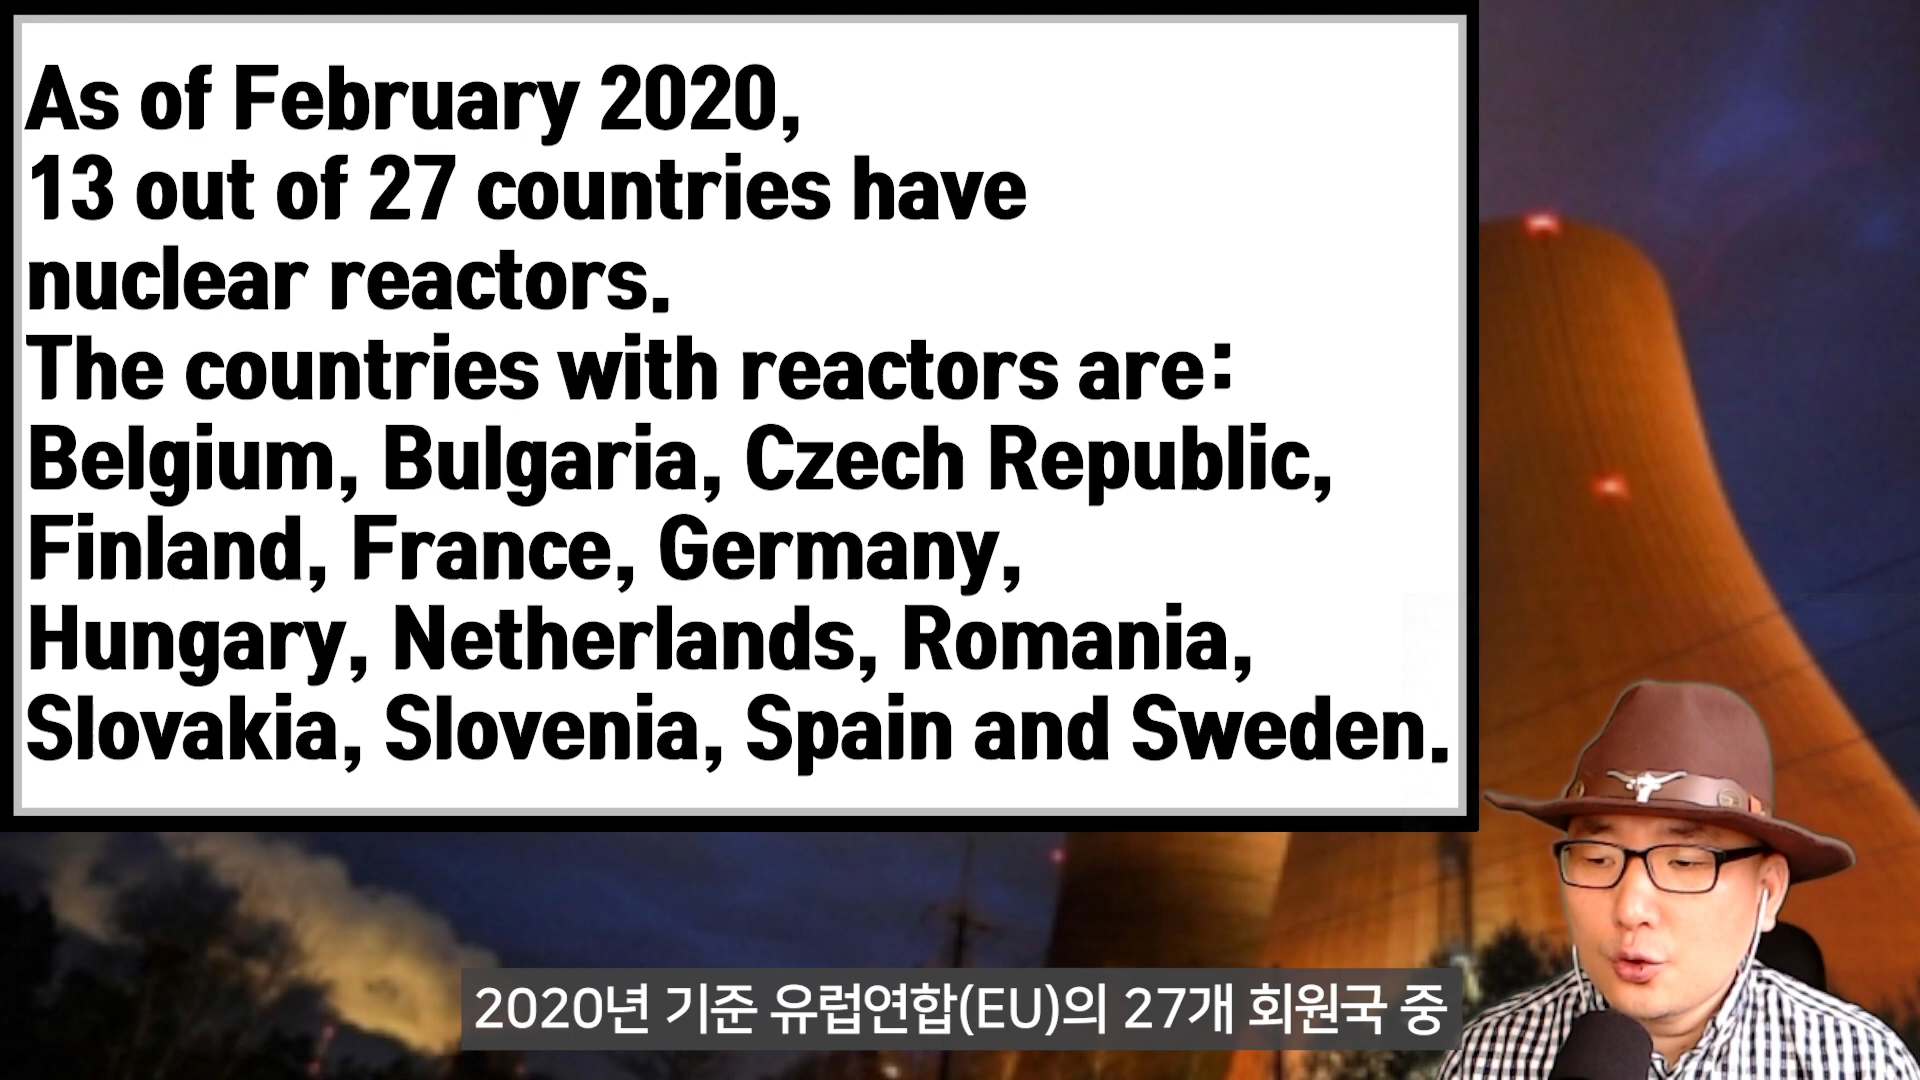 As of February 2020,
13 out of 27 countries have
nuclear reactors.
The countries with reactors are:
Belgium, Bulgaria, Czech Republic,
Finland, France, Germany,
Hungary, Netherlands, Romania,
Slovakia, Slovenia, Spain and Sweden.
2020년 기준 유럽연합(EU)의 27개 회원국 중